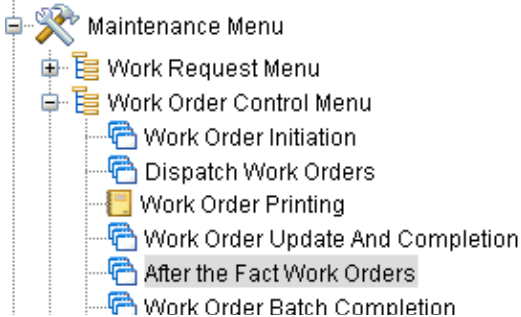 Maintenance Menu
Work Request Menu
Work Order Control Menu
Work Order Initiation
Dispatch Work Orders
Work Order Printing
Work Order Update And Completion
After the Fact Work Orders
Work Order Batch Completion